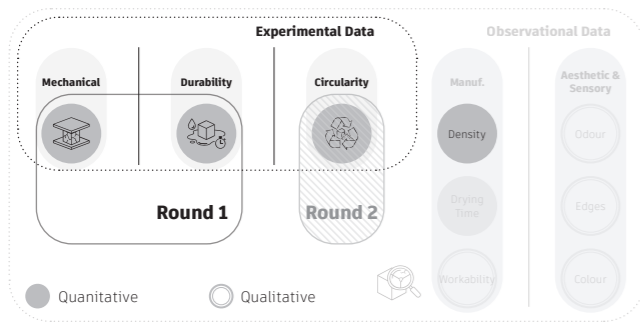 Experimental Data
Observational Data
Mechanical
Durability
Circularity
Manuf.
Aesthetic &
Sensory
Density
Odour
Drying
Time
Edges
Round 1
Round 2
Workability
Colour
Quanitative
Qualitative